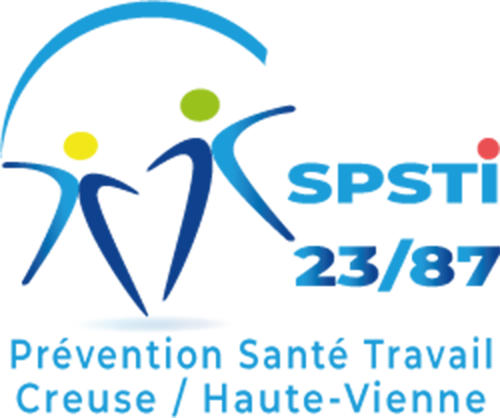 SPSTi
23/87
Prévention Santé Travail
Creuse / Haute-Vienne